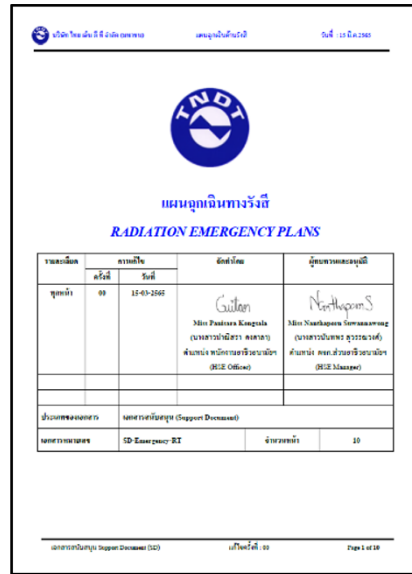 บริษัท ไทย เอ็น ดี ที จำกัด (มหาชน) แผนฉุกเฉินด้านรังสี วันที่ : 15 มี.ค.2565
TNDT
แผนฉุกเฉินทางรังสี
RADIATION EMERGENCY PLANS
รายละเอียด การแก้ไข จัดทำโดย ผู้ทบทวนและอนุมัติ
ครั้งที่ วันที่
ทุกหน้า 00 15-03-2565
Miss Panisara Kongsala Miss Nanthaporn Suwannawong
(นางสาวปาณิสรา คงศาลา) (นางสาวนันทพร สุวรรณวงศ์)
ตำแหน่ง พนักงานอาชีวอนามัยฯ ตำแหน่ง ผจก.ส่วนอาชีวอนามัยฯ
(HSE Officer) (HSE Manager)
ประเภทของเอกสาร เอกสารสนับสนุน (Support Document)
เอกสารหมายเลข SD-Emergency-RT จำนวนหน้า 10
เอกสารสนับสนุน Support Document (SD) แก้ไขครั้งที่ : 00 Page 1 of 10